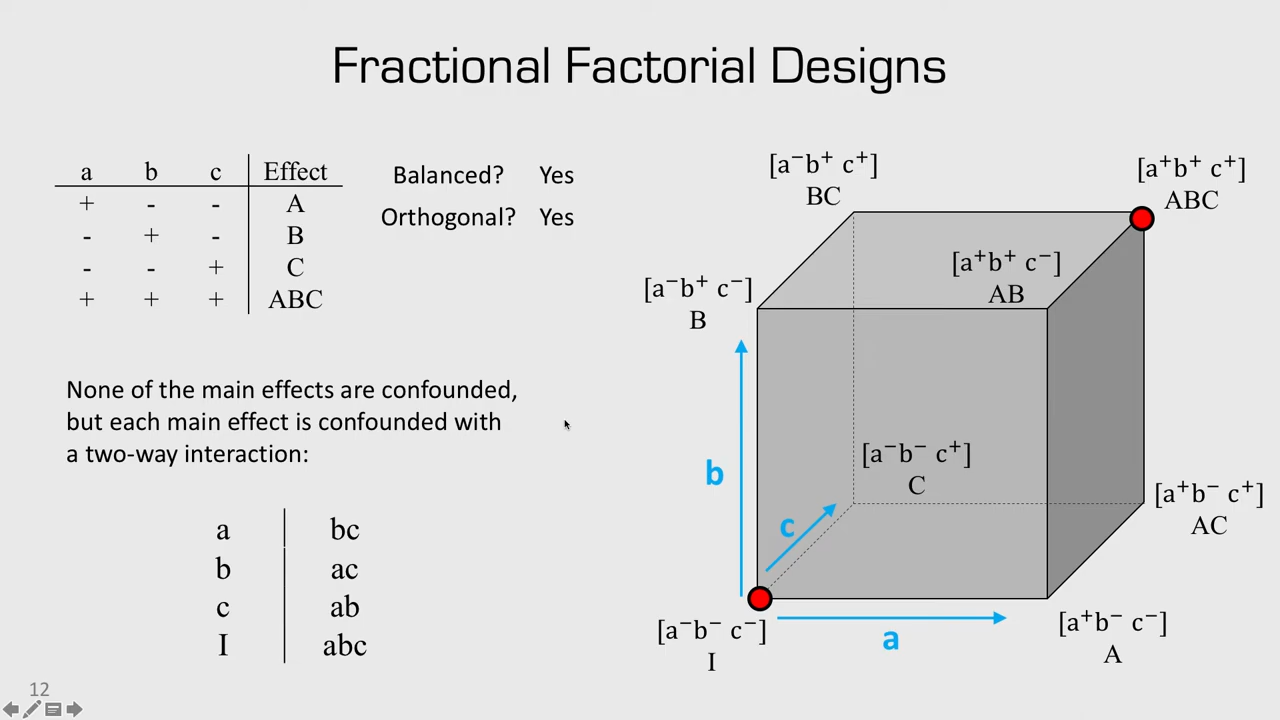 Fractional Factorial Designs
a b c Effect
+ - - A
- + - B
- - + C
+ + + ABC
Balanced? Yes
Orthogonal? Yes
None of the main effects are confounded,
but each main effect is confounded with
a two-way interaction:
a bc
b ac
c ab
I abc
[a⁻b⁺ c⁺]
BC
[a⁺b⁺ c⁺]
ABC
[a⁻b⁺ c⁻]
B
[a⁺b⁺ c⁻]
AB
[a⁻b⁻ c⁺]
C
[a⁺b⁻ c⁺]
AC
b
c
a
[a⁻b⁻ c⁻]
I
[a⁺b⁻ c⁻]
A
12